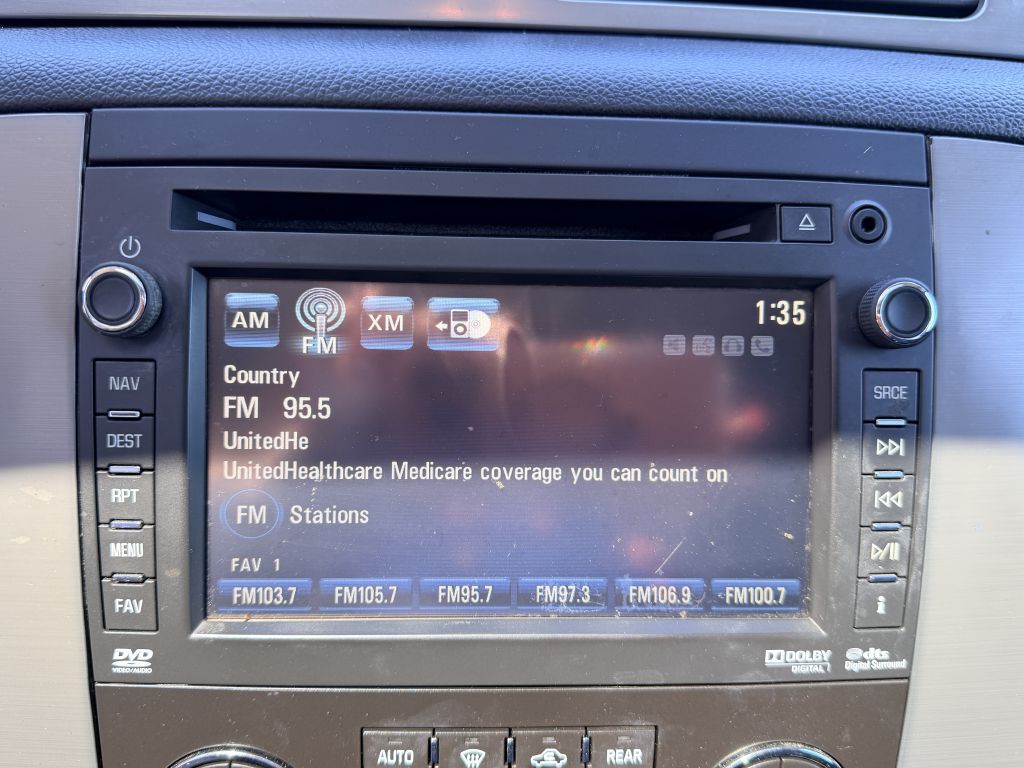 AM
FM
XM
1:35
Country
FM 95.5
UnitedHe
UnitedHealthcare Medicare coverage you can count on
FM Stations
FAV 1
FM103.7 FM105.7 FM95.7 FM97.3 FM106.9 FM100.7
NAV
DEST
RPT
MENU
FAV
SRCE
i
DVD
VIDEO/AUDIO
DOLBY
DIGITAL
dts
Digital Surround
AUTO
REAR